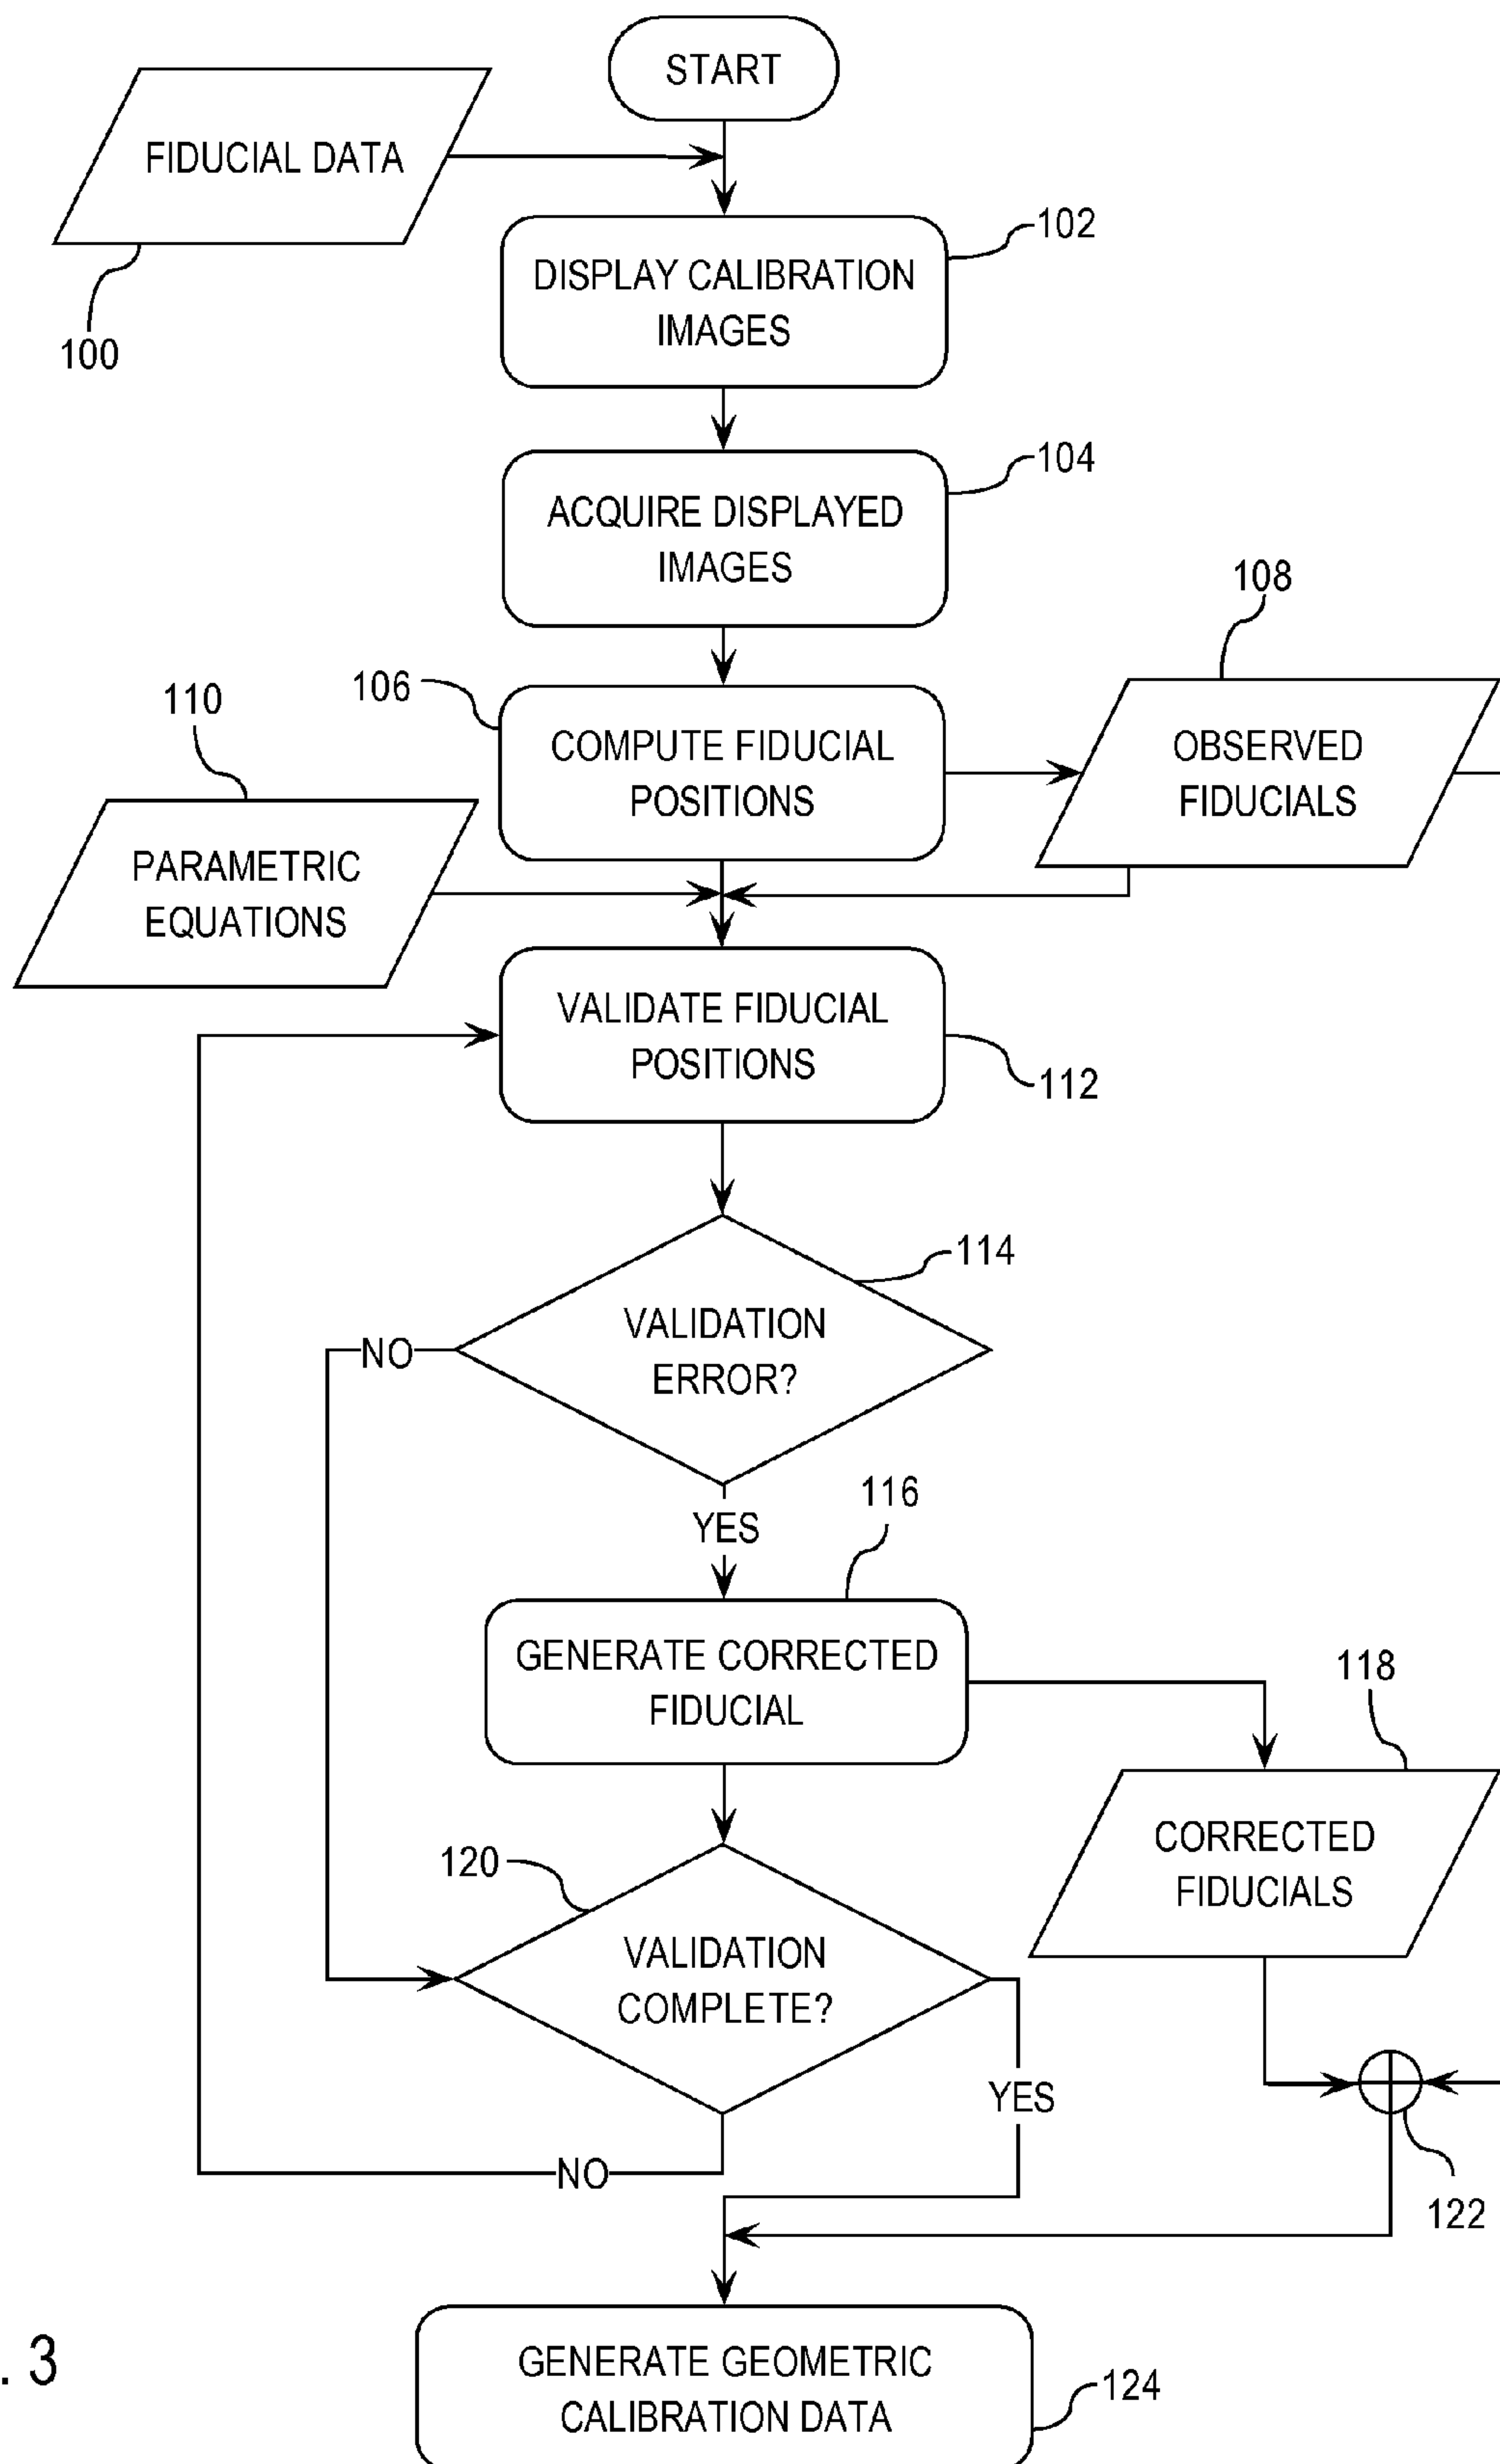 START
FIDUCIAL DATA
100
102
DISPLAY CALIBRATION
IMAGES
104
ACQUIRE DISPLAYED
IMAGES
108
106
COMPUTE FIDUCIAL
POSITIONS
OBSERVED
FIDUCIALS
110
PARAMETRIC
EQUATIONS
VALIDATE FIDUCIAL
POSITIONS
112
114
VALIDATION
ERROR?
NO
YES
116
GENERATE CORRECTED
FIDUCIAL
118
CORRECTED
FIDUCIALS
120
VALIDATION
COMPLETE?
YES
NO
122
GENERATE GEOMETRIC
CALIBRATION DATA
124
. 3